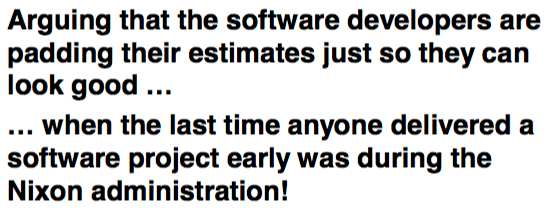 Arguing that the software developers are
padding their estimates just so they can
look good ...
... when the last time anyone delivered a
software project early was during the
Nixon administration!